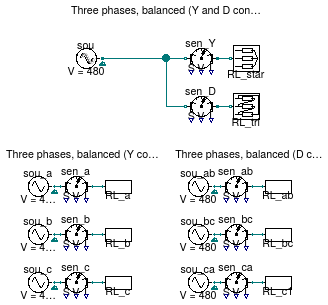 Three phases, balanced (Y and D con...
sou
sen_Y
S V
V = 480
RL_star
sen_D
S V
RL_tri
Three phases, balanced (Y co...
Three phases, balanced (D c...
sou_a
sen_a
S V
V = 4...
RL_a
sou_ab
sen_ab
S V
V = 480
RL_ab
sou_b
sen_b
S V
V = 4...
RL_b
sou_bc
sen_bc
S V
V = 480
RL_bc
sou_c
sen_c
S V
V = 4...
RL_c
sou_ca
sen_ca
S V
V = 480
RL_c1